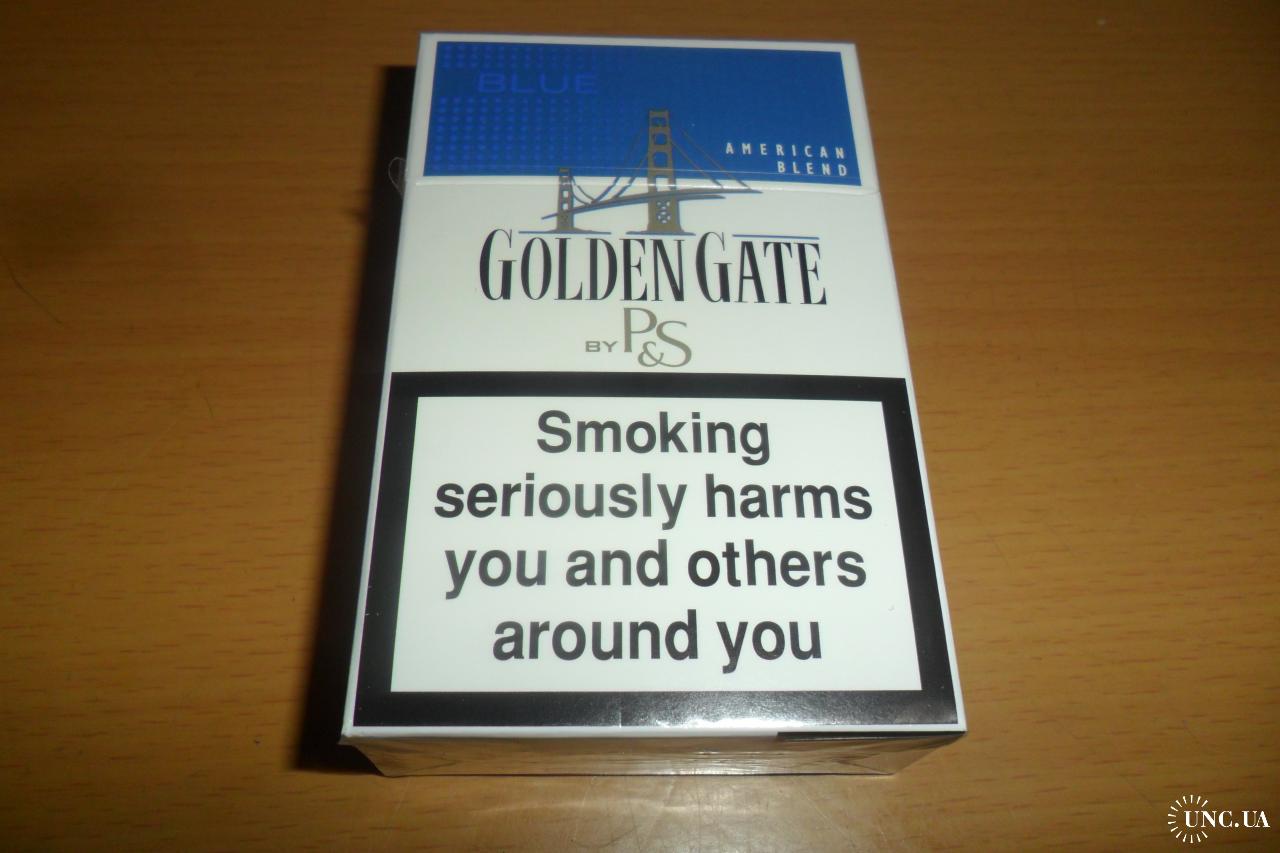 BLUE
AMERICAN
BLEND
GOLDEN GATE
BY P&S
Smoking
seriously harms
you and others
around you
UNC.UA